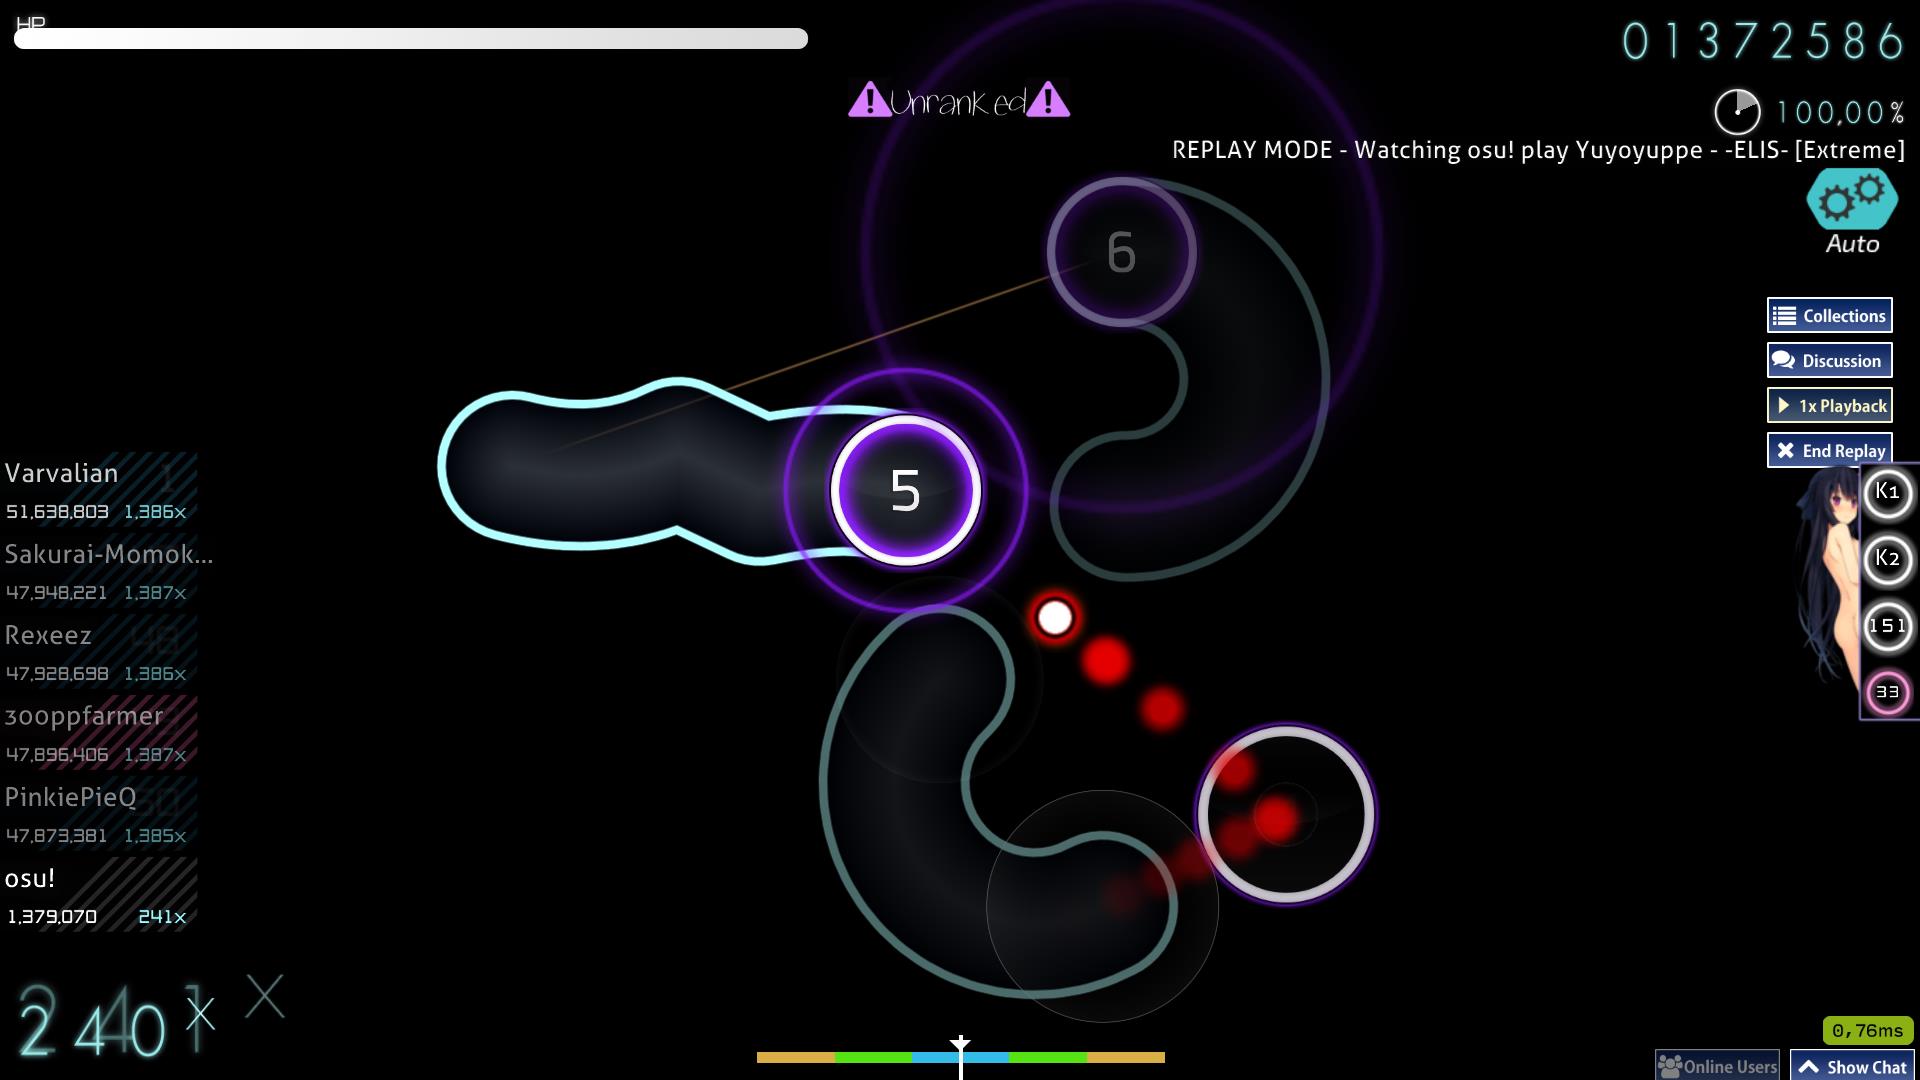 HP
01372586
Unranked
100,00%
REPLAY MODE - Watching osu! play Yuyoyuppe - -ELIS- [Extreme]
Auto
6
Collections
Discussion
1x Playback
End Replay
5
K1
K2
151
33
Varvalian
51,638,803 1,386x
Sakurai-Momok...
47,948,221 1,387x
Rexeez
47,928,698 1,386x
300ppfarmer
47,896,406 1,387x
PinkiePieQ
47,873,381 1,385x
osu!
1,379,070 241x
240x
0,76ms
Online Users
Show Chat